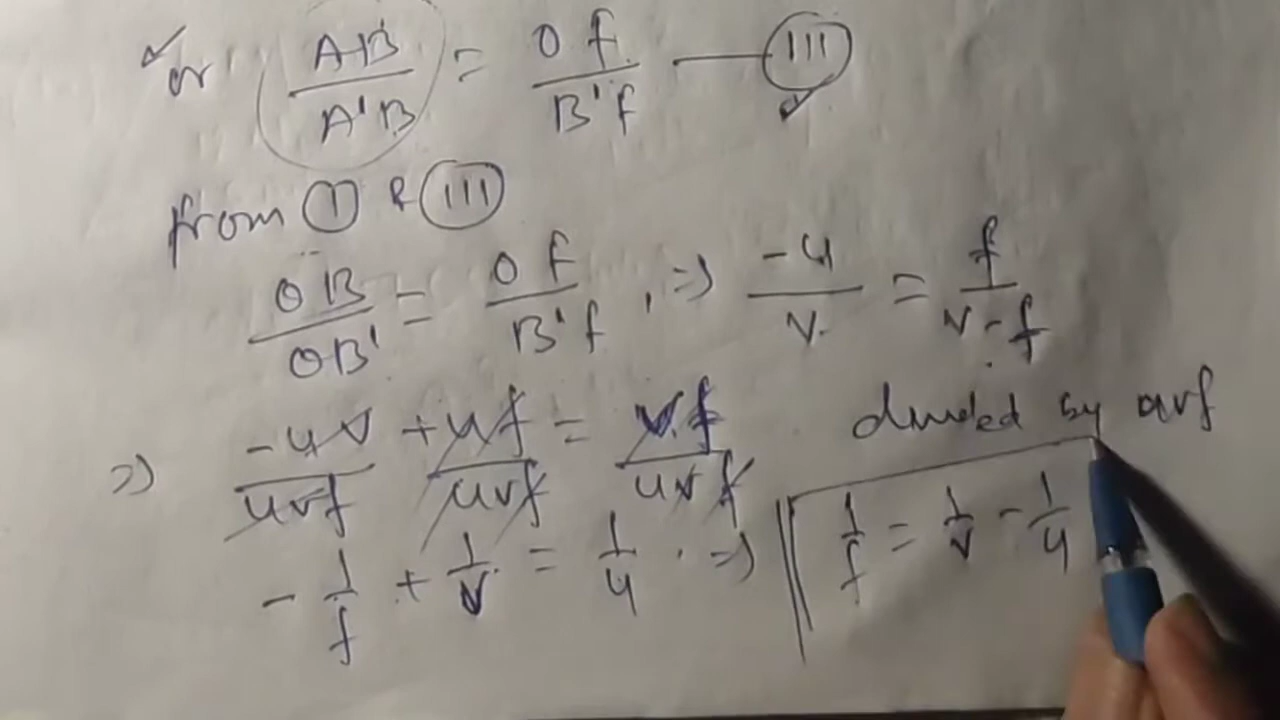 or AB/A'B = OF/B'f — (III)
from (I) & (III)
OB/OB' = OF/B'f , ⇒ -u/v = f/v-f
divided by uvf
⇒ -uv/uvf + uf/uvf = vf/uvf
-1/f + 1/v = 1/u . ⇒ 1/f = 1/v - 1/u